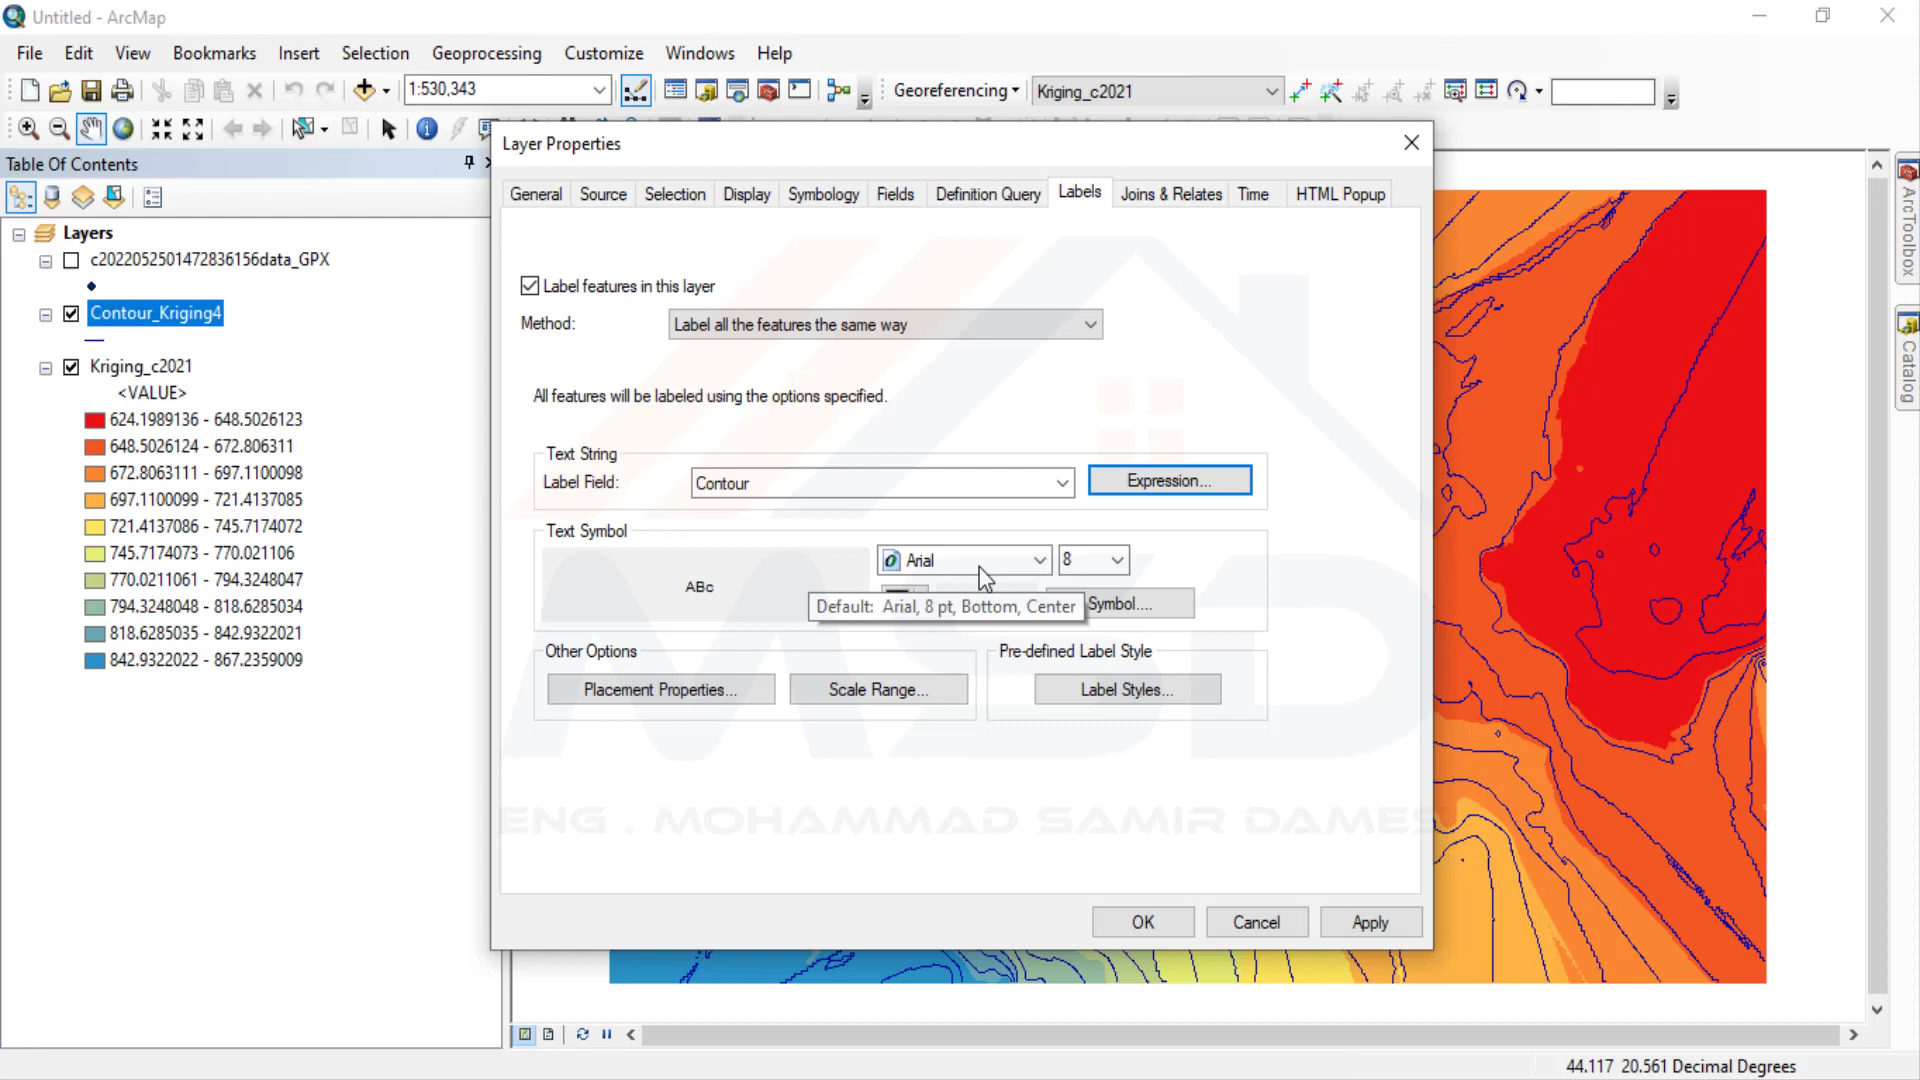 Untitled - ArcMap
File Edit View Bookmarks Insert Selection Geoprocessing Customize Windows Help
1:530,343 Georeferencing Kriging_c2021
Table Of Contents
Layers
c2022052501472836156data_GPX
Contour_Kriging4
Kriging_c2021
<VALUE>
624.1989136 - 648.5026123
648.5026124 - 672.806311
672.8063111 - 697.1100098
697.1100099 - 721.4137085
721.4137086 - 745.7174072
745.7174073 - 770.021106
770.0211061 - 794.3248047
794.3248048 - 818.6285034
818.6285035 - 842.9322021
842.9322022 - 867.2359009
Layer Properties
General Source Selection Display Symbology Fields Definition Query Labels Joins & Relates Time HTML Popup
Label features in this layer
Method: Label all the features the same way
All features will be labeled using the options specified.
Text String
Label Field: Contour Expression...
Text Symbol
ABC
Arial 8
Symbol....
Default: Arial, 8 pt, Bottom, Center
Other Options
Placement Properties... Scale Range...
Pre-defined Label Style
Label Styles...
MSD
ENG . MOHAMMAD SAMIR DAMES
OK Cancel Apply
ArcToolbox
Catalog
44.117 20.561 Decimal Degrees